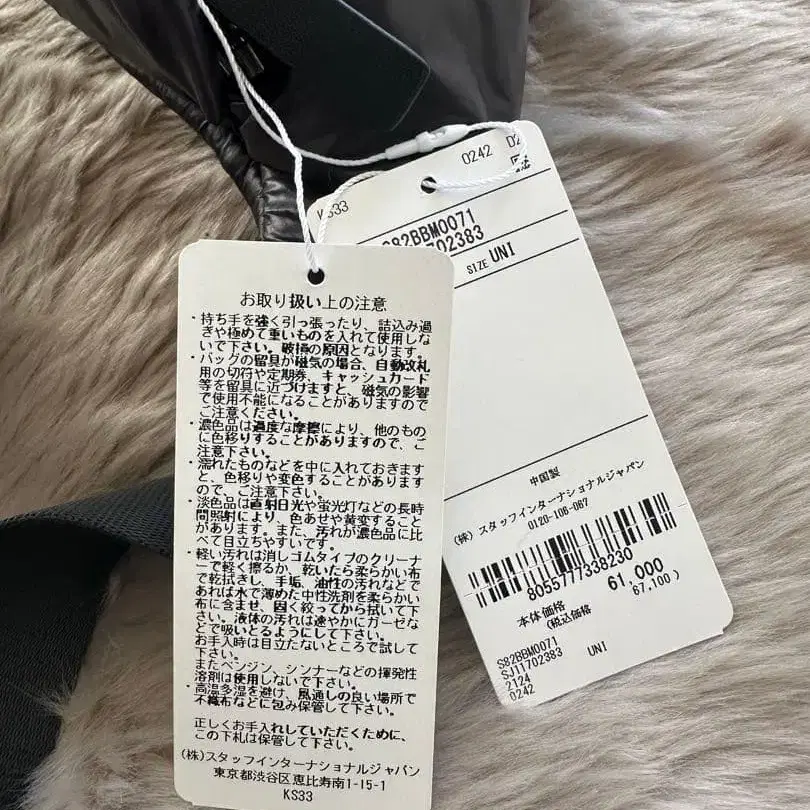 お取り扱い上の注意
・持ち手を強く引っ張ったり、詰込み過
ぎや極めて重いものを入れて使用しな
いで下さい。破損の原因となります。
・バッグの留具が磁気の場合、自動改札
用の切符や定期券、キャッシュカード
等を留具に近づけますと、磁気の影響
で使用不能になることがありますので
ご注意ください。
・濃色品は過度な摩擦により、他のもの
に色移りすることがありますので、ご
注意下さい。
・濡れたものなどを中に入れておきます
と、色移りや変色することがあります
ので、ご注意下さい。
・淡色品は直射日光や蛍光灯などの長時
間照射により、色あせや黄変すること
があります。また、汚れが濃色品に比
べて目立ちやすいです。
・軽い汚れは消しゴムタイプのクリーナ
ーで軽く擦るか、乾いたら柔らかい布
で乾拭きし、手垢、油性の汚れなどで
あれば水で薄めた中性洗剤を柔らかい
布に含ませ、固く絞ってから拭いて下
さい。液体の汚れは速やかにガーゼな
どで吸いとるようにして下さい。
お手入時は目立たないところで試して
下さい。
またベンジン、シンナーなどの揮発性
溶剤は使用しないで下さい。
・高温多湿を避け、風通しの良い場所で
不織布などに包み保管して下さい。
正しくお手入れしていただくために、
この下札は保管して下さい。
(株)スタッフインターナショナルジャパン
東京都渋谷区恵比寿南1-15-1
KS33
0242
KS33
S82BBM0071
702383
SIZE UNI
中国製
(株) スタッフインターナショナルジャパン
0120-106-067
8055777338230
本体価格 61,000
(税込価格 67,100)
S82BBM0071 UNI
SJ11702383
2124
0242